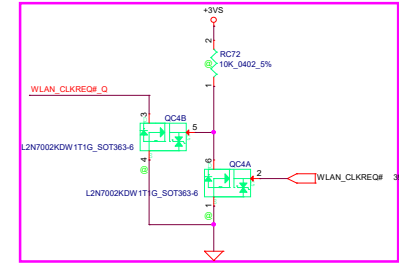 +3VS
2
RC72
@
10K_0402_5%
1
WLAN_CLKREQ#_Q
3
QC4B
5
L2N7002KDW1T1G_SOT363-6
4
@
6
QC4A
2
WLAN_CLKREQ#
L2N7002KDW1T1G_SOT363-6
1
@